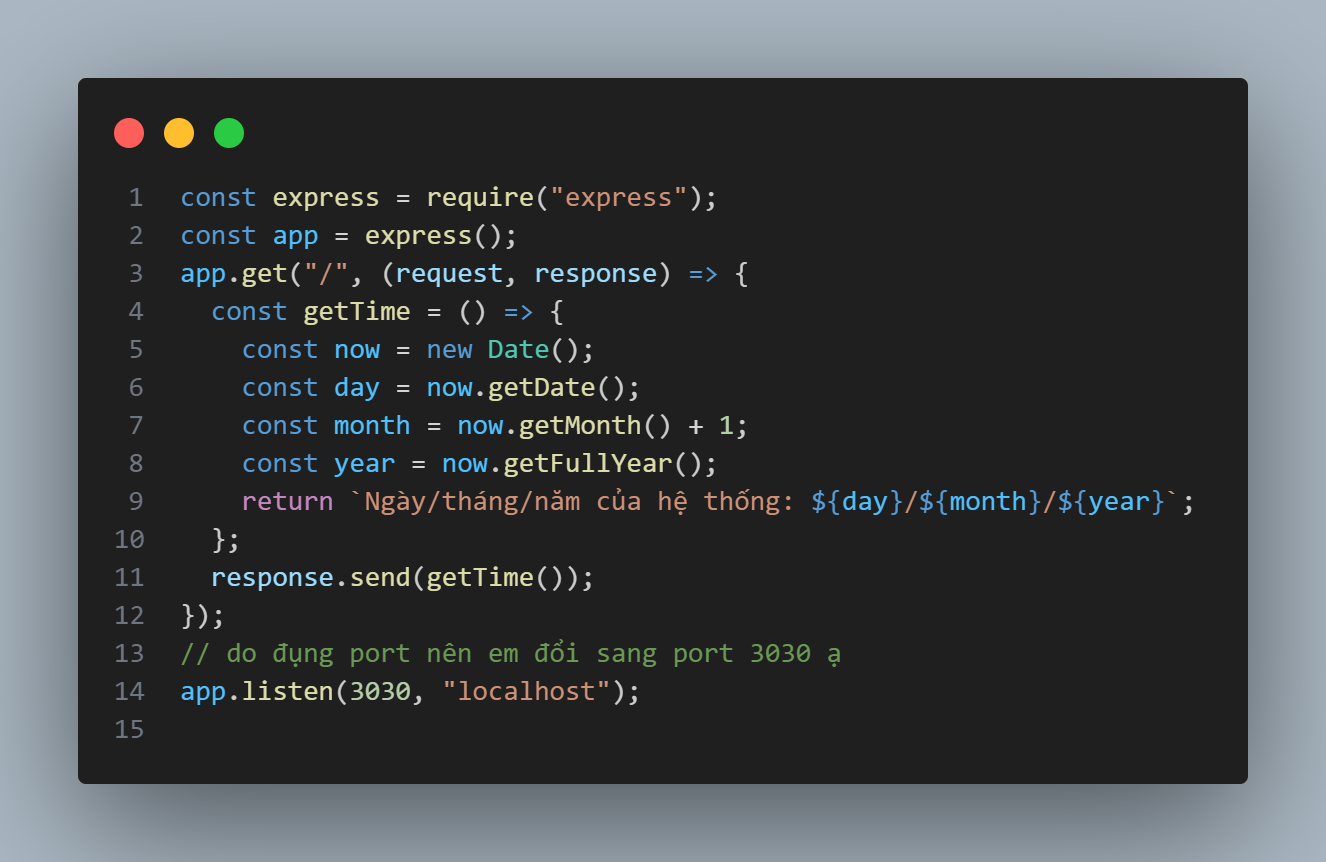 1 const express = require("express");
2 const app = express();
3 app.get("/", (request, response) => {
4   const getTime = () => {
5     const now = new Date();
6     const day = now.getDate();
7     const month = now.getMonth() + 1;
8     const year = now.getFullYear();
9     return `Ngày/tháng/năm của hệ thống: ${day}/${month}/${year}`;
10   };
11   response.send(getTime());
12 });
13 // do đụng port nên em đổi sang port 3030 ạ
14 app.listen(3030, "localhost");
15